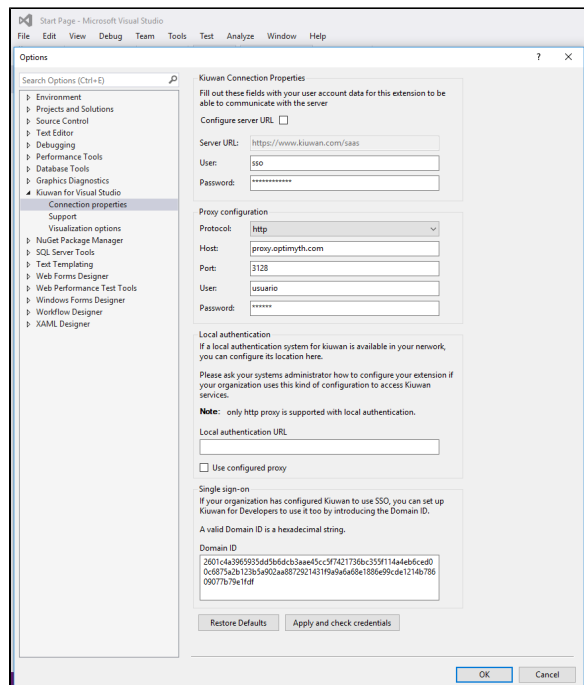 Start Page - Microsoft Visual Studio
File Edit View Debug Team Tools Test Analyze Window Help
Options ? ×
Search Options (Ctrl+E)
Environment
Projects and Solutions
Source Control
Text Editor
Debugging
Performance Tools
Database Tools
Graphics Diagnostics
Kiuwan for Visual Studio
Connection properties
Support
Visualization options
NuGet Package Manager
SQL Server Tools
Text Templating
Web Forms Designer
Web Performance Test Tools
Windows Forms Designer
Workflow Designer
XAML Designer
Kiuwan Connection Properties
Fill out these fields with your user account data for this extension to be
able to communicate with the server
Configure server URL
Server URL: https://www.kiuwan.com/saas
User: sso
Password: ************
Proxy configuration
Protocol: http
Host: proxy.optimyth.com
Port: 3128
User: usuario
Password: ******
Local authentication
If a local authentication system for kiuwan is available in your nerwork,
you can configure its location here.
Please ask your systems administrator how to configure your extension if
your organization uses this kind of configuration to access Kiuwan
services.
Note: only http proxy is supported with local authentication.
Local authentication URL
Use configured proxy
Single sign-on
If your organization has configured Kiuwan to use SSO, you can set up
Kiuwan for Developers to use it too by introducing the Domain ID.
A valid Domain ID is a hexadecimal string.
Domain ID
2601c4a3965935dd5b6dcb3aae45cc5f7421736bc355f114a4eb6ced0
0c6875a2b123b5a902aa8872921431f9a9a6a68e1886e99cde1214b786
09077b79e1fdf
Restore Defaults Apply and check credentials
OK Cancel